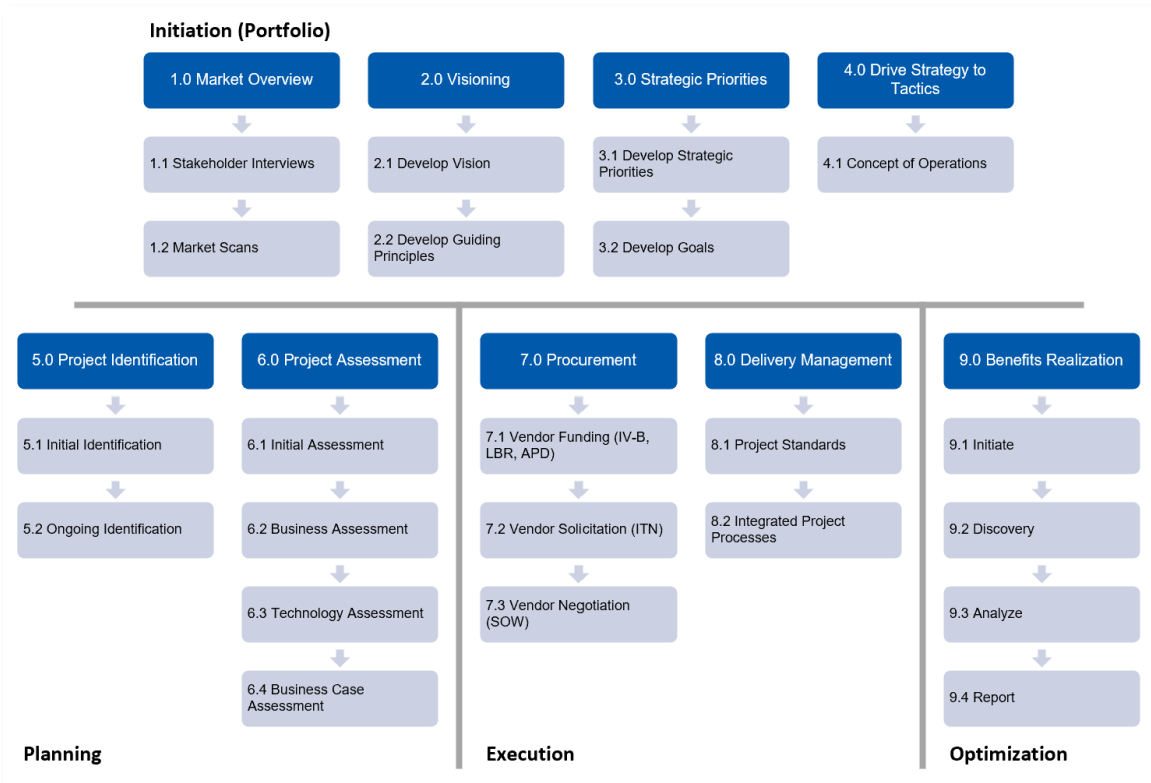 Initiation (Portfolio)
1.0 Market Overview
1.1 Stakeholder Interviews
1.2 Market Scans
2.0 Visioning
2.1 Develop Vision
2.2 Develop Guiding
Principles
3.0 Strategic Priorities
3.1 Develop Strategic
Priorities
3.2 Develop Goals
4.0 Drive Strategy to
Tactics
4.1 Concept of Operations
5.0 Project Identification
5.1 Initial Identification
5.2 Ongoing Identification
6.0 Project Assessment
6.1 Initial Assessment
6.2 Business Assessment
6.3 Technology Assessment
6.4 Business Case
Assessment
Planning
7.0 Procurement
7.1 Vendor Funding (IV-B,
LBR, APD)
7.2 Vendor Solicitation (ITN)
7.3 Vendor Negotiation
(SOW)
8.0 Delivery Management
8.1 Project Standards
8.2 Integrated Project
Processes
Execution
9.0 Benefits Realization
9.1 Initiate
9.2 Discovery
9.3 Analyze
9.4 Report
Optimization